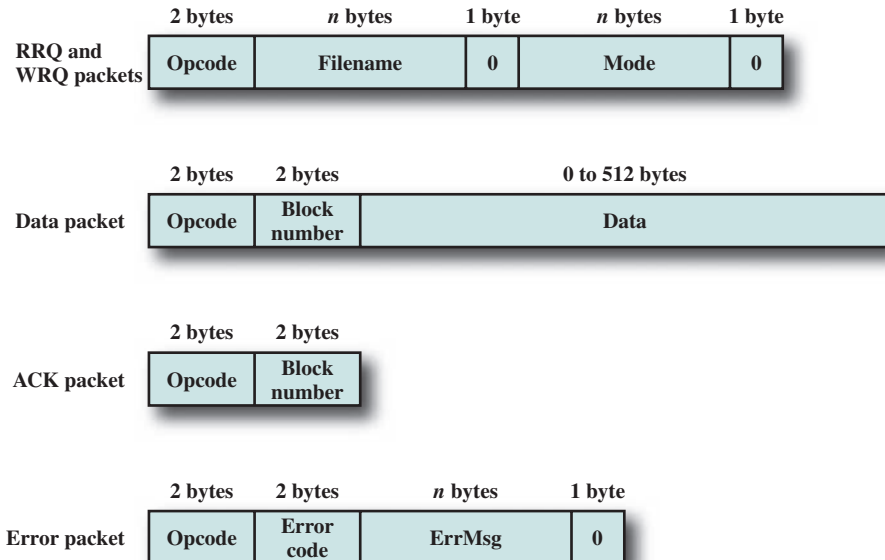 2 bytes n bytes 1 byte n bytes 1 byte
RRQ and
WRQ packets
Opcode Filename 0 Mode 0
2 bytes 2 bytes 0 to 512 bytes
Data packet Opcode Block
number Data
2 bytes 2 bytes
ACK packet Opcode Block
number
2 bytes 2 bytes n bytes 1 byte
Error packet Opcode Error
code ErrMsg 0